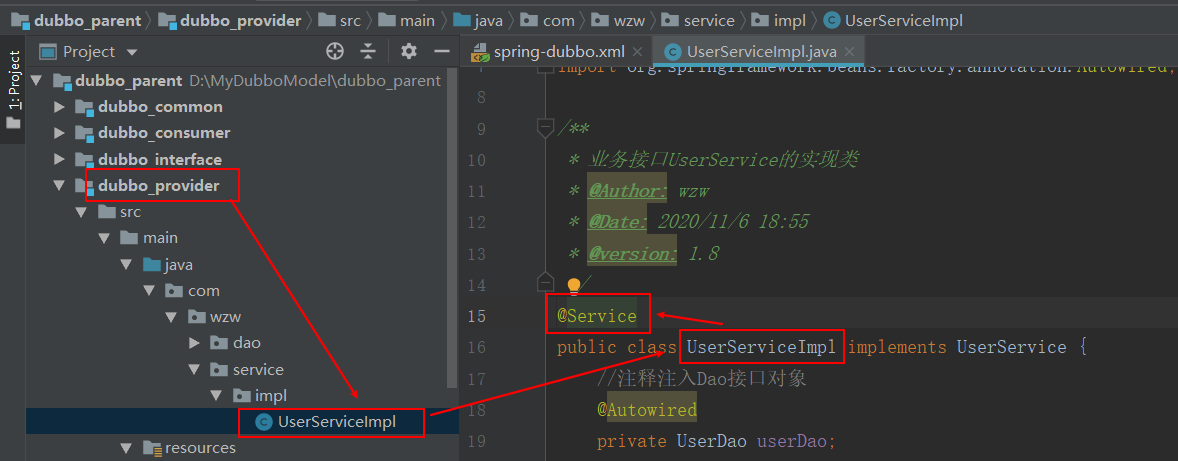 dubbo_parent dubbo_provider src main java com wzw service impl UserServiceImpl
1: Project
Project
dubbo_parent D:\MyDubboModel\dubbo_parent
dubbo_common
dubbo_consumer
dubbo_interface
dubbo_provider
src
main
java
com
wzw
dao
service
impl
UserServiceImpl
resources
spring-dubbo.xml UserServiceImpl.java
import org.springframework.beans.factory.annotation.Autowired;
8
9 /**
10 * 业务接口UserService的实现类
11 * @Author: wzw
12 * @Date: 2020/11/6 18:55
13 * @version: 1.8
14 */
15 @Service
16 public class UserServiceImpl implements UserService {
17 //注释注入Dao接口对象
18 @Autowired
19 private UserDao userDao;